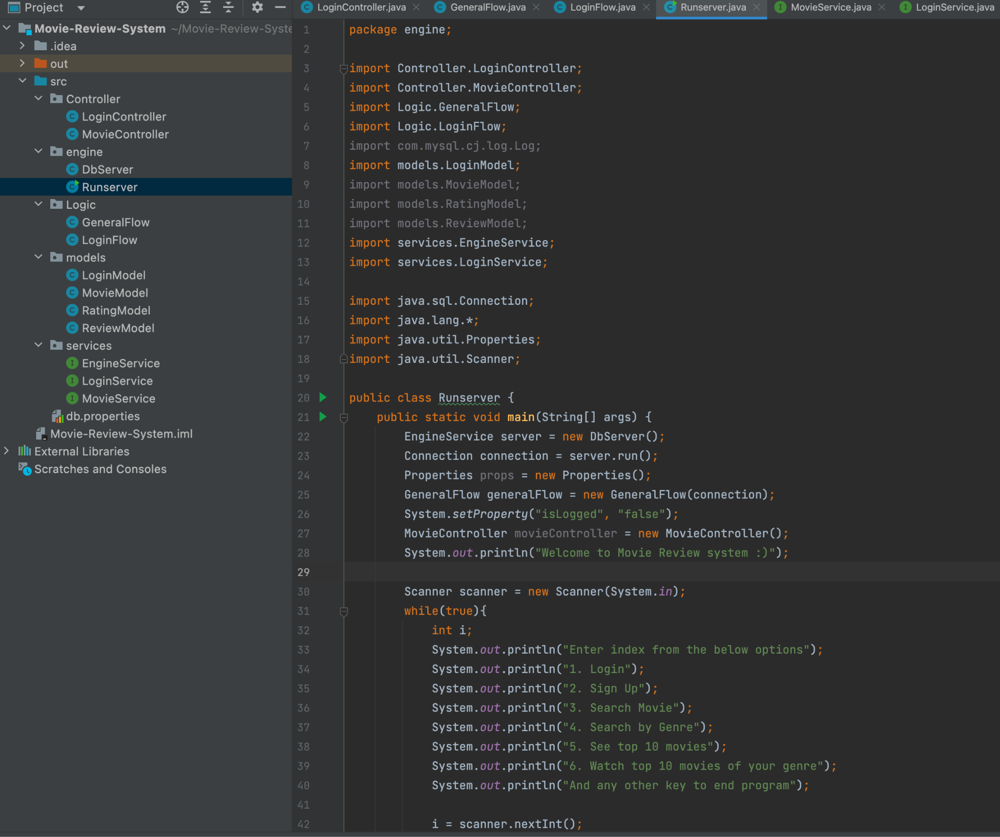 Project
Movie-Review-System ~/Movie-Review-Syste
.idea
out
src
Controller
LoginController
MovieController
engine
DbServer
Runserver
Logic
GeneralFlow
LoginFlow
models
LoginModel
MovieModel
RatingModel
ReviewModel
services
EngineService
LoginService
MovieService
db.properties
Movie-Review-System.iml
External Libraries
Scratches and Consoles
LoginController.java GeneralFlow.java LoginFlow.java Runserver.java MovieService.java LoginService.java
1 package engine;
2
3 import Controller.LoginController;
4 import Controller.MovieController;
5 import Logic.GeneralFlow;
6 import Logic.LoginFlow;
7 import com.mysql.cj.log.Log;
8 import models.LoginModel;
9 import models.MovieModel;
10 import models.RatingModel;
11 import models.ReviewModel;
12 import services.EngineService;
13 import services.LoginService;
14
15 import java.sql.Connection;
16 import java.lang.*;
17 import java.util.Properties;
18 import java.util.Scanner;
19
20 public class Runserver {
21 public static void main(String[] args) {
22 EngineService server = new DbServer();
23 Connection connection = server.run();
24 Properties props = new Properties();
25 GeneralFlow generalFlow = new GeneralFlow(connection);
26 System.setProperty("isLogged", "false");
27 MovieController movieController = new MovieController();
28 System.out.println("Welcome to Movie Review system :)");
29
30 Scanner scanner = new Scanner(System.in);
31 while(true){
32 int i;
33 System.out.println("Enter index from the below options");
34 System.out.println("1. Login");
35 System.out.println("2. Sign Up");
36 System.out.println("3. Search Movie");
37 System.out.println("4. Search by Genre");
38 System.out.println("5. See top 10 movies");
39 System.out.println("6. Watch top 10 movies of your genre");
40 System.out.println("And any other key to end program");
41
42 i = scanner.nextInt();